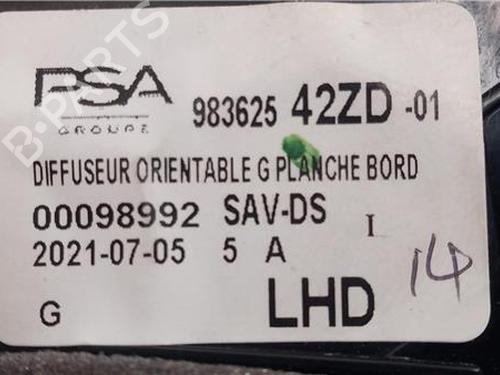 PSA
GROUPE
983625 42ZD -01
DIFFUSEUR ORIENTABLE G PLANCHE BORD
00098992 SAV-DS
I
2021-07-05 5 A
14
G
LHD
B-PARTS